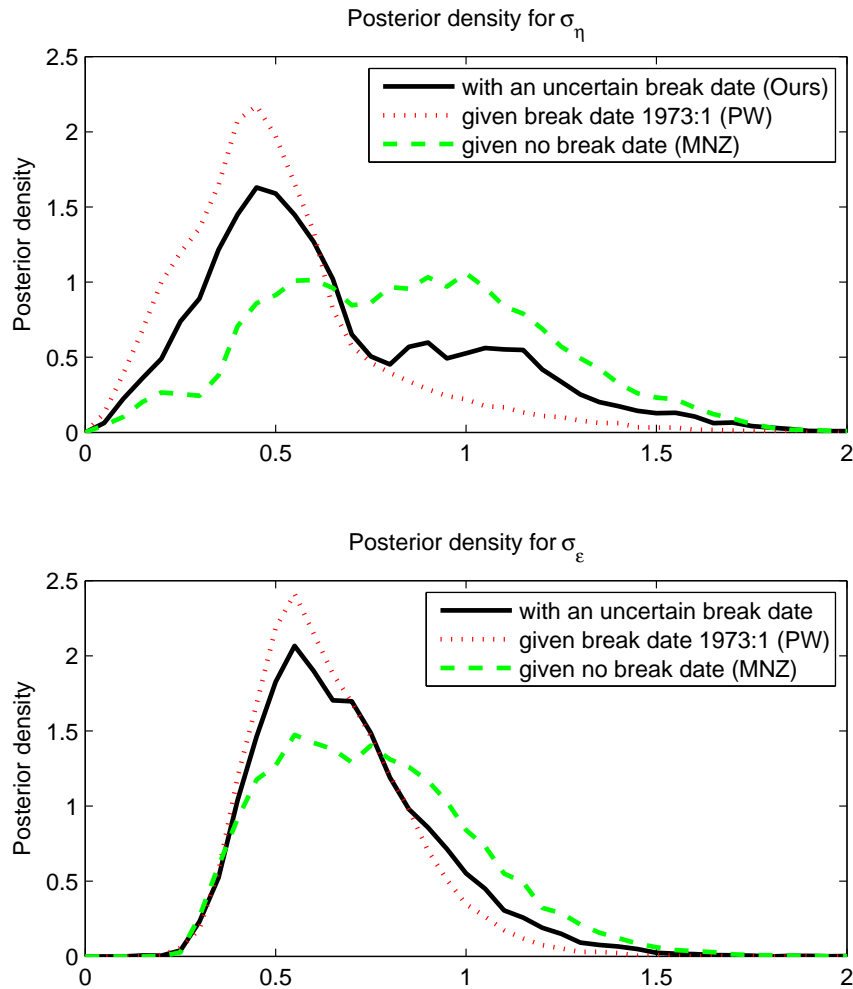 Posterior density for σ_η
2.5
2
1.5
1
0.5
0
Posterior density
with an uncertain break date (Ours)
given break date 1973:1 (PW)
given no break date (MNZ)
0 0.5 1 1.5 2
Posterior density for σ_ε
2.5
2
1.5
1
0.5
0
Posterior density
with an uncertain break date
given break date 1973:1 (PW)
given no break date (MNZ)
0 0.5 1 1.5 2